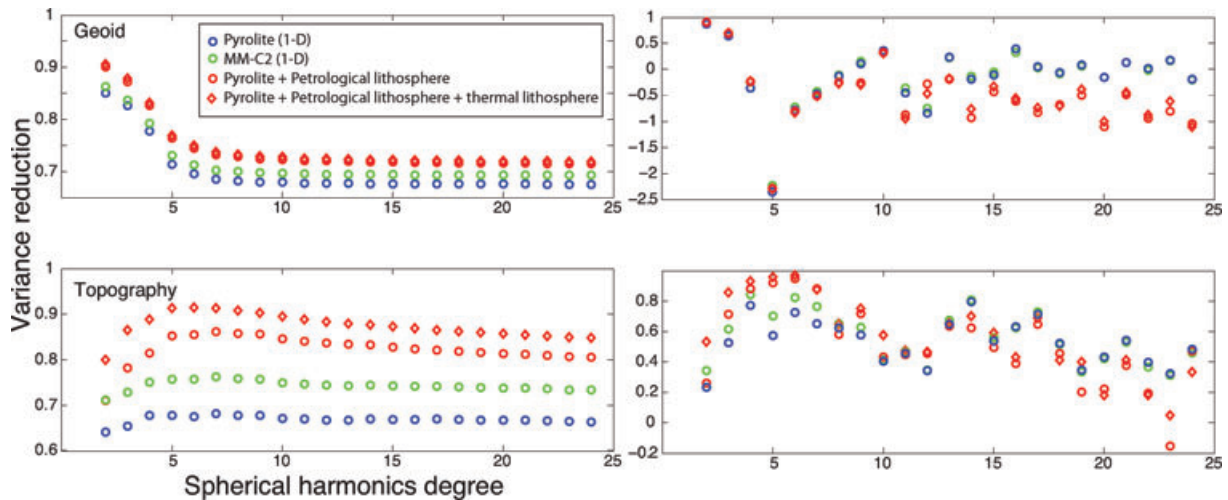 Geoid
Pyrolite (1-D)
MM-C2 (1-D)
Pyrolite + Petrological lithosphere
Pyrolite + Petrological lithosphere + thermal lithosphere
1
0.9
0.8
0.7
5 10 15 20 25
1
0.5
0
−0.5
−1
−1.5
−2
−2.5
5 10 15 20 25
Variance reduction
Topography
1
0.9
0.8
0.7
0.6
5 10 15 20 25
0.8
0.6
0.4
0.2
0
−0.2
5 10 15 20 25
Spherical harmonics degree